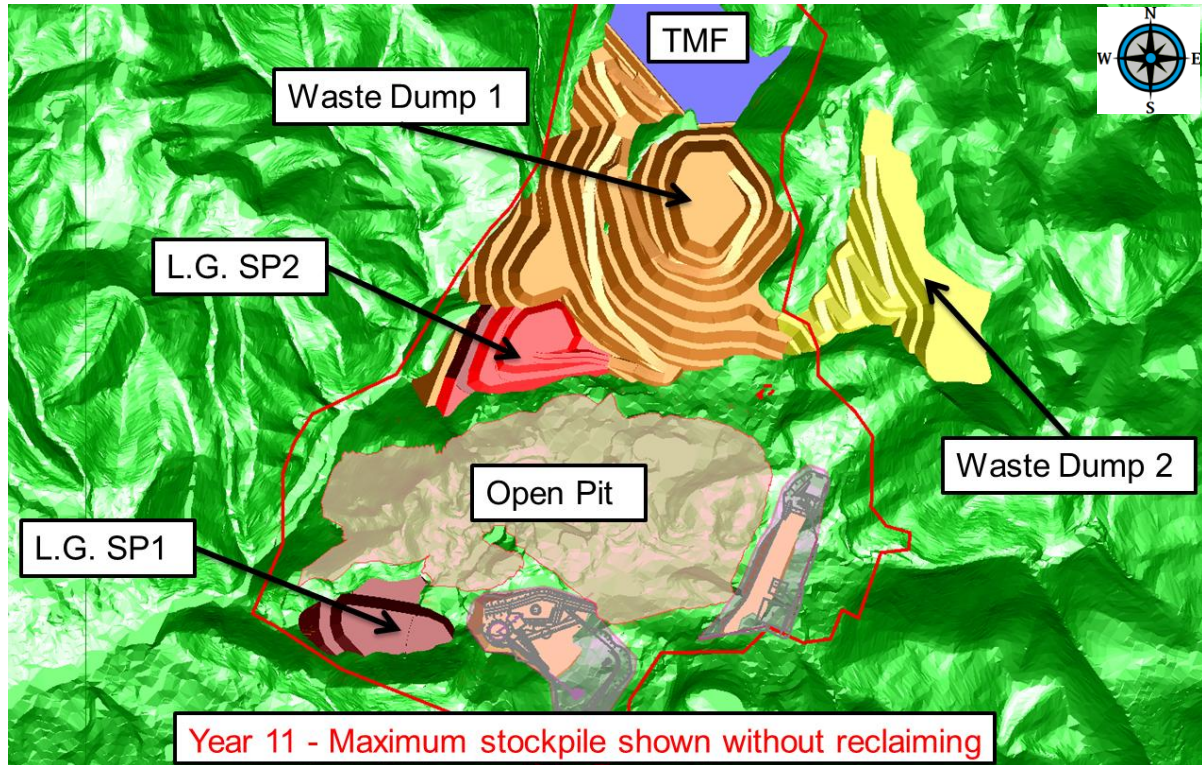 TMF
N
W E
S
Waste Dump 1
L.G. SP2
Waste Dump 2
Open Pit
L.G. SP1
Year 11 - Maximum stockpile shown without reclaiming